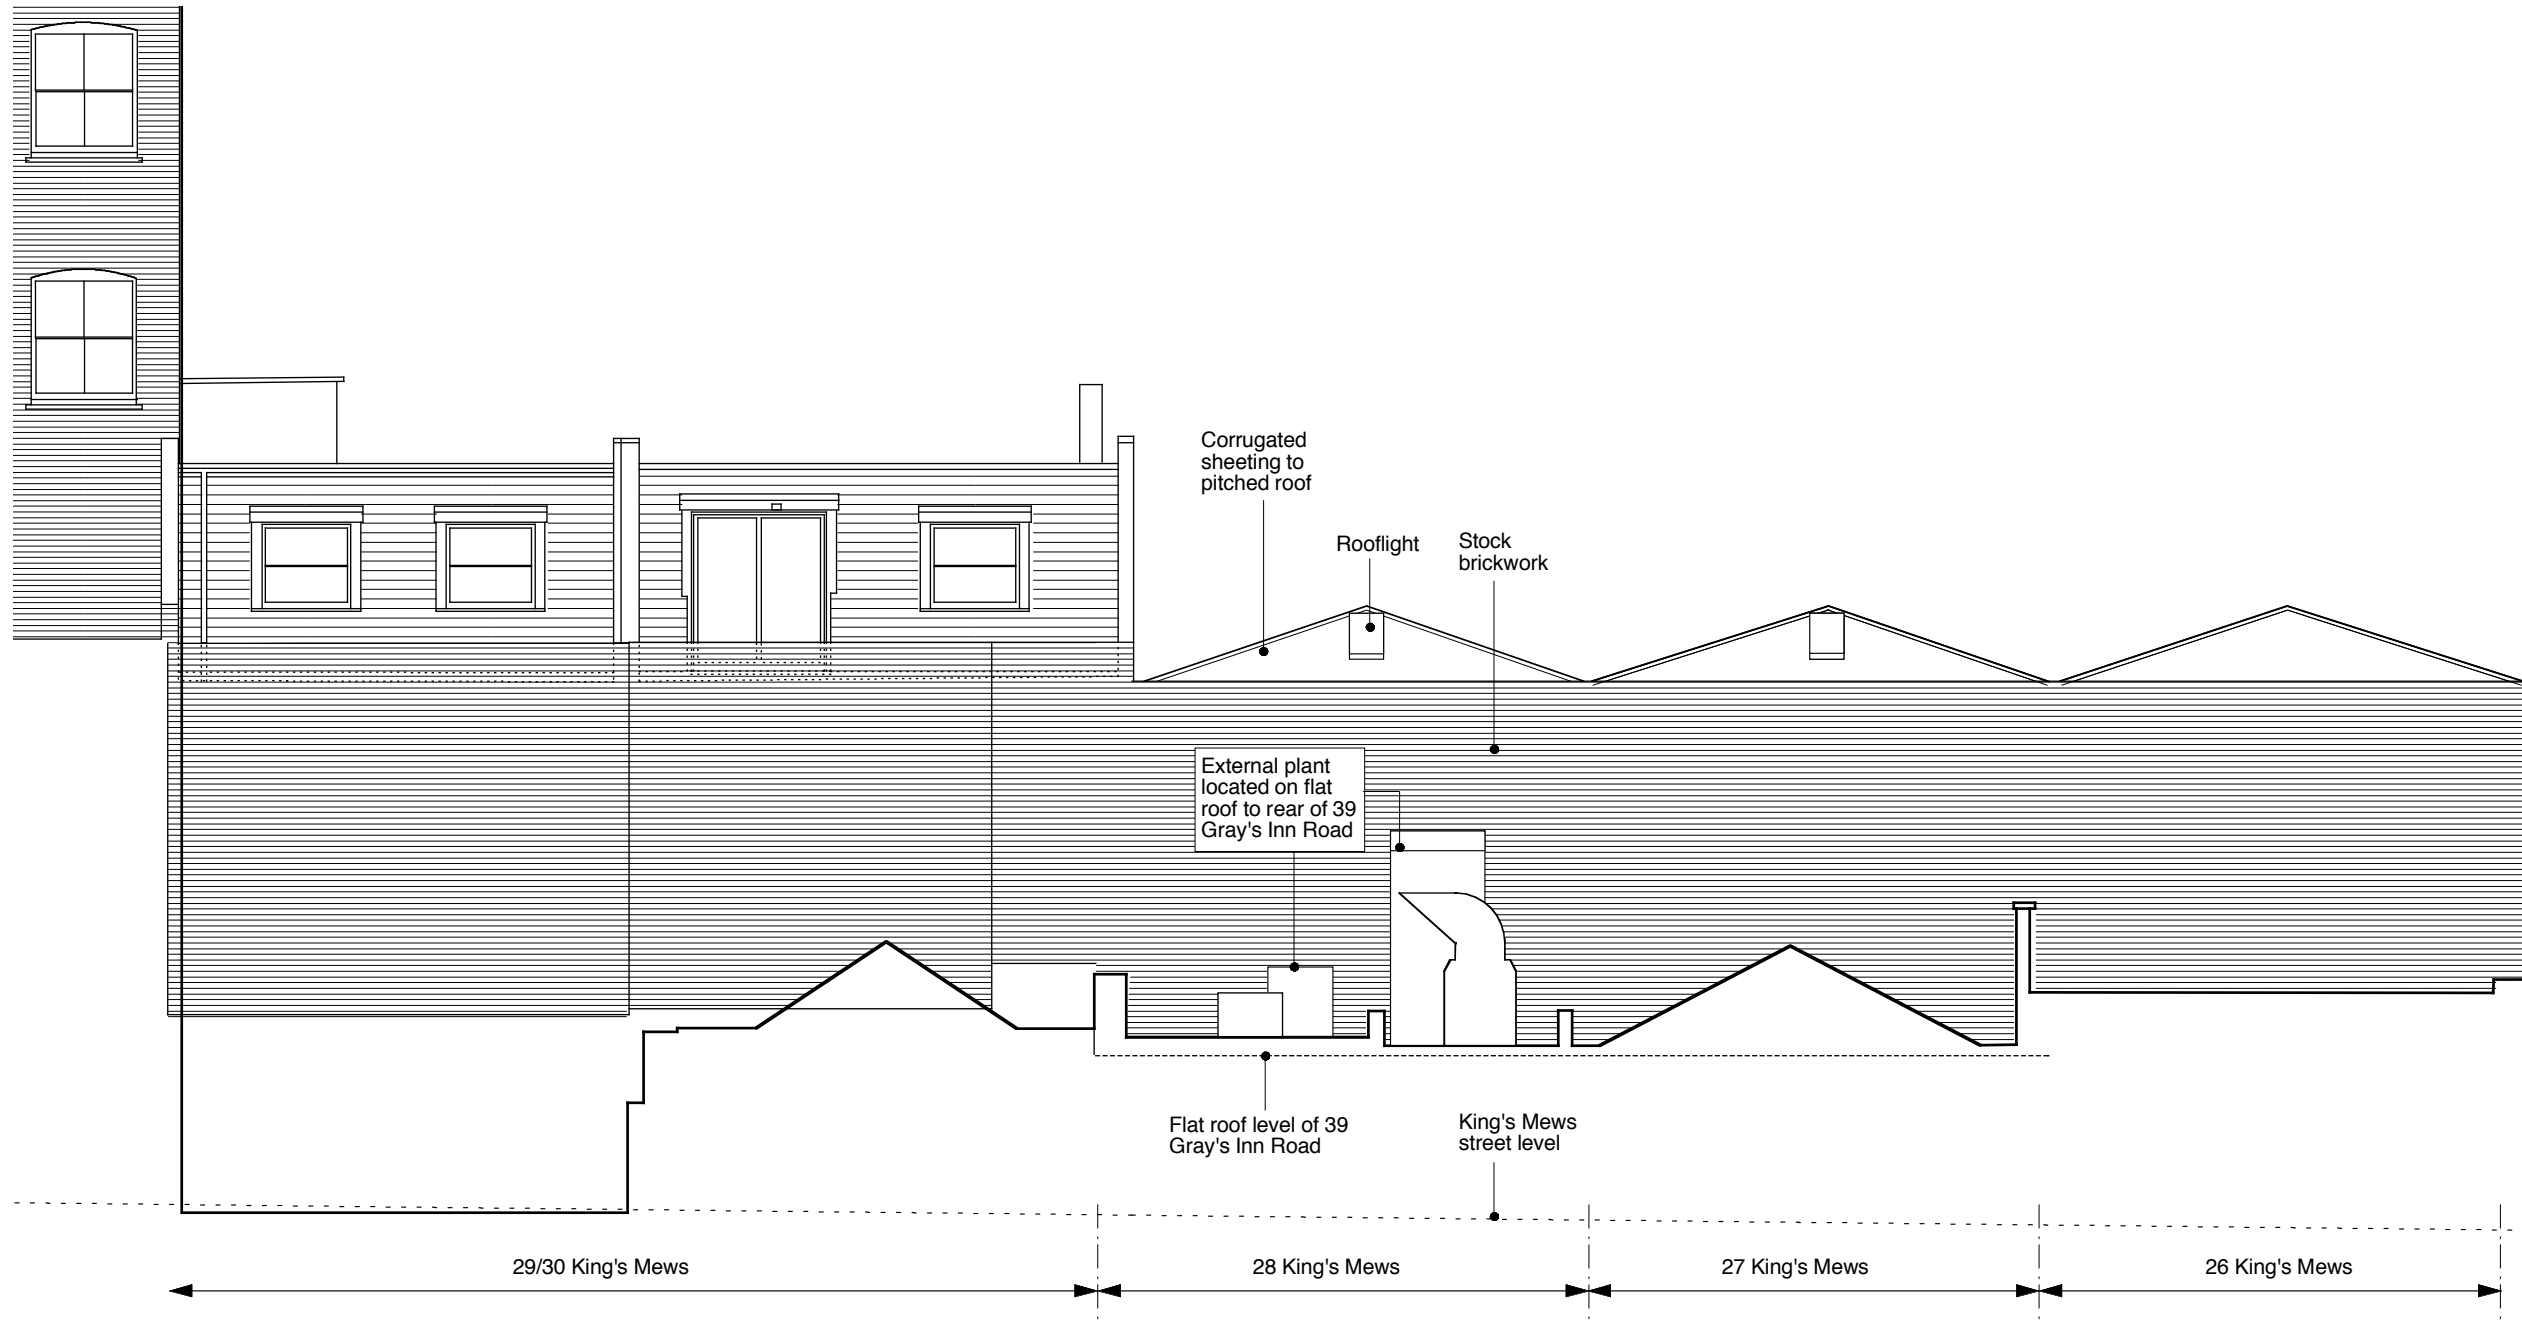 Corrugated
sheeting to
pitched roof
Rooflight
Stock
brickwork
External plant
located on flat
roof to rear of 39
Gray's Inn Road
Flat roof level of 39
Gray's Inn Road
King's Mews
street level
29/30 King's Mews
28 King's Mews
27 King's Mews
26 King's Mews